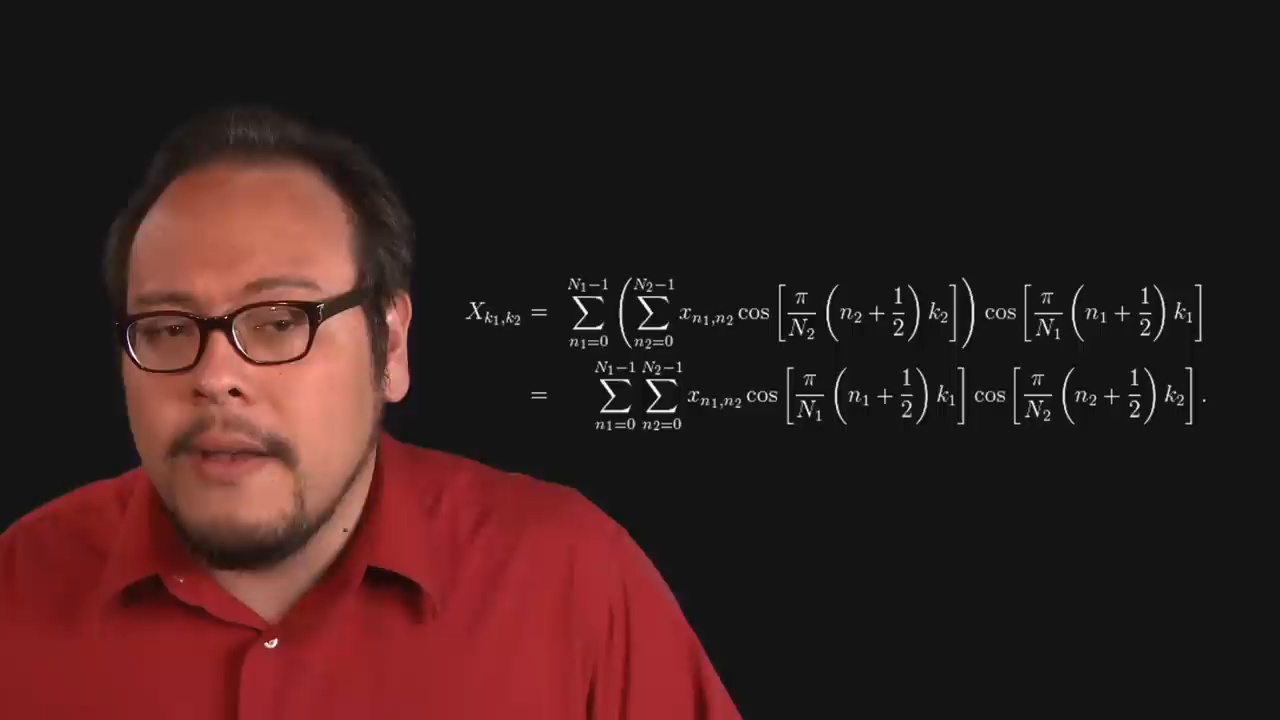 X_{k_1,k_2} = \sum_{n_1=0}^{N_1-1} \left( \sum_{n_2=0}^{N_2-1} x_{n_1,n_2} \cos\left[\frac{\pi}{N_2}\left(n_2+\frac{1}{2}\right)k_2\right]\right) \cos\left[\frac{\pi}{N_1}\left(n_1+\frac{1}{2}\right)k_1\right]
= \sum_{n_1=0}^{N_1-1} \sum_{n_2=0}^{N_2-1} x_{n_1,n_2} \cos\left[\frac{\pi}{N_1}\left(n_1+\frac{1}{2}\right)k_1\right] \cos\left[\frac{\pi}{N_2}\left(n_2+\frac{1}{2}\right)k_2\right].